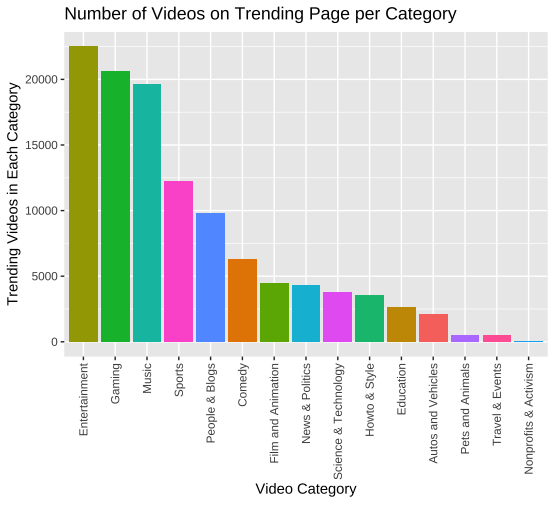 Number of Videos on Trending Page per Category
Trending Videos in Each Category
20000
15000
10000
5000
0
Entertainment
Gaming
Music
Sports
People & Blogs
Comedy
Film and Animation
News & Politics
Science & Technology
Howto & Style
Education
Autos and Vehicles
Pets and Animals
Travel & Events
Nonprofits & Activism
Video Category